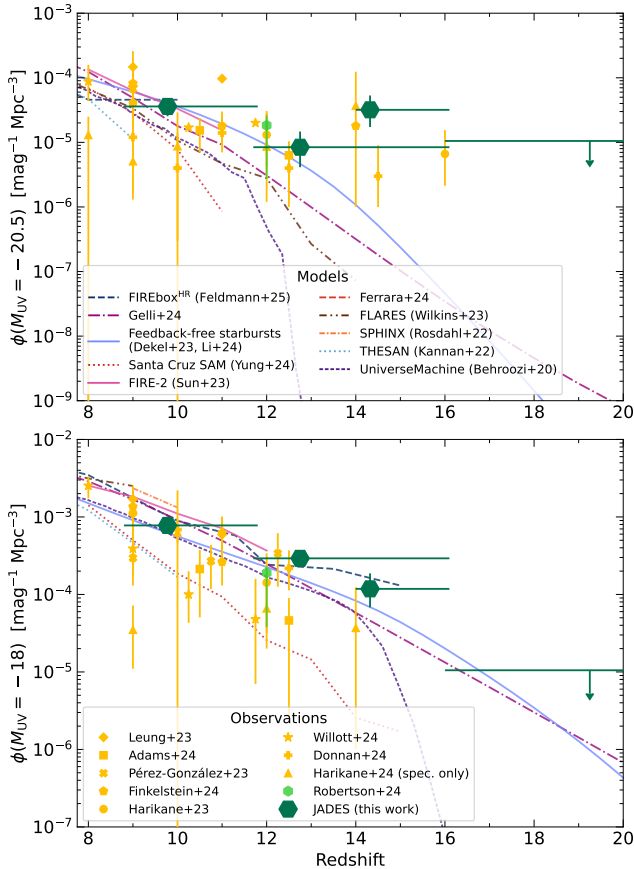 10⁻³
10⁻⁴
10⁻⁵
10⁻⁶
10⁻⁷
10⁻⁸
10⁻⁹
ϕ(M_UV = − 20.5) [mag⁻¹ Mpc⁻³]
Models
FIREbox^HR (Feldmann+25)
Gelli+24
Feedback-free starbursts
(Dekel+23, Li+24)
Santa Cruz SAM (Yung+24)
FIRE-2 (Sun+23)
Ferrara+24
FLARES (Wilkins+23)
SPHINX (Rosdahl+22)
THESAN (Kannan+22)
UniverseMachine (Behroozi+20)
8 10 12 14 16 18 20
10⁻²
10⁻³
10⁻⁴
10⁻⁵
10⁻⁶
10⁻⁷
ϕ(M_UV = − 18) [mag⁻¹ Mpc⁻³]
Observations
Leung+23
Adams+24
Pérez-González+23
Finkelstein+24
Harikane+23
Willott+24
Donnan+24
Harikane+24 (spec. only)
Robertson+24
JADES (this work)
8 10 12 14 16 18 20
Redshift